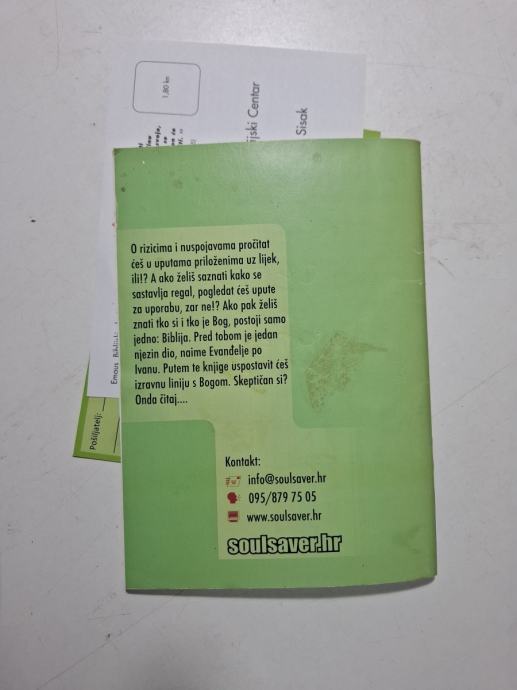 O rizicima i nuspojavama pročitat
ćeš u uputama priloženima uz lijek,
ili!? A ako želiš saznati kako se
sastavlja regal, pogledat ćeš upute
za uporabu, zar ne!? Ako pak želiš
znati tko si i tko je Bog, postoji samo
jedno: Biblija. Pred tobom je jedan
njezin dio, naime Evanđelje po
Ivanu. Putem te knjige uspostavit ćeš
izravnu liniju s Bogom. Skeptičan si?
Onda čitaj....
Kontakt:
info@soulsaver.hr
095/879 75 05
www.soulsaver.hr
soulsaver.hr
1,80 kn
ijski Centar
Sisak
Emaus
Pošiljatelj: